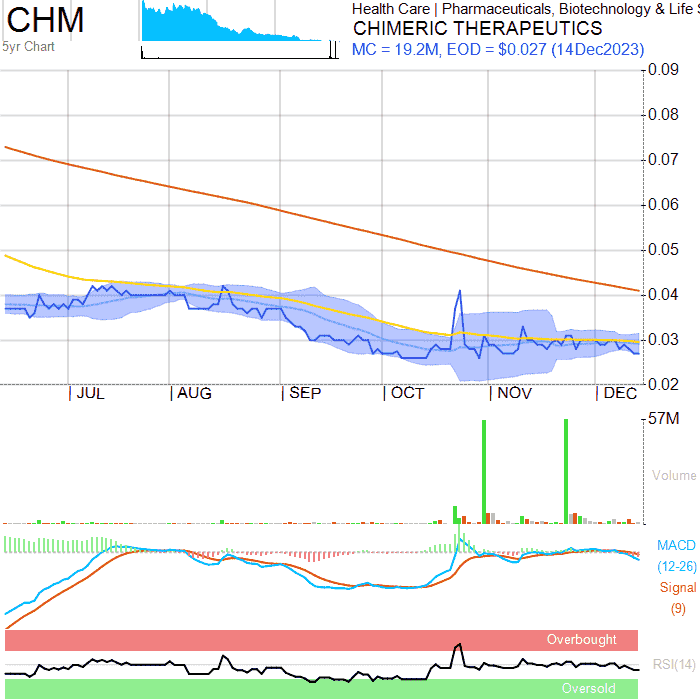 CHM
5yr Chart
Health Care | Pharmaceuticals, Biotechnology & Life
CHIMERIC THERAPEUTICS
MC = 19.2M, EOD = $0.027 (14Dec2023)
0.09
0.08
0.07
0.06
0.05
0.04
0.03
0.02
JUL AUG SEP OCT NOV DEC
57M
Volume
MACD
(12-26)
Signal
(9)
Overbought
RSI(14)
Oversold